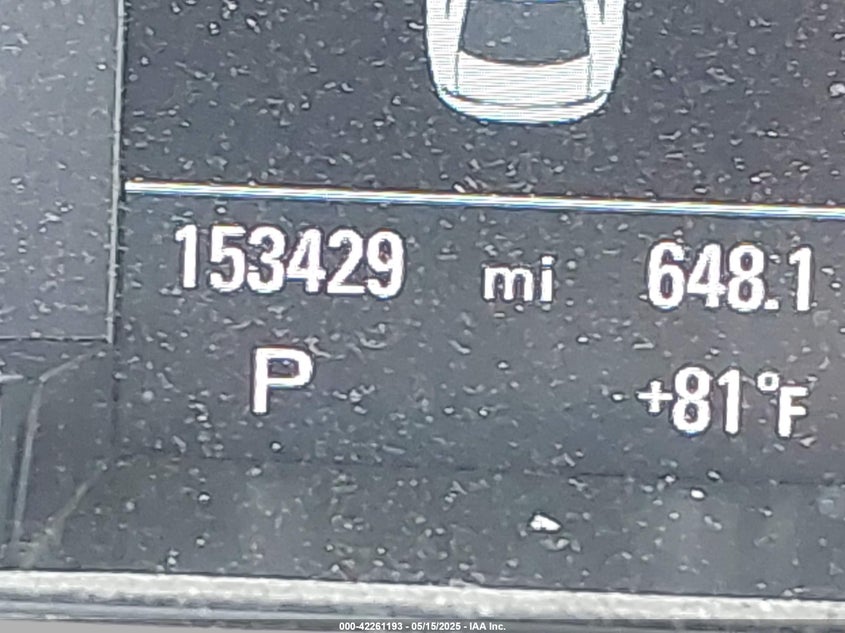 153429 mi 648.1
P +81°F
000-42261193 - 05/15/2025 - IAA Inc.